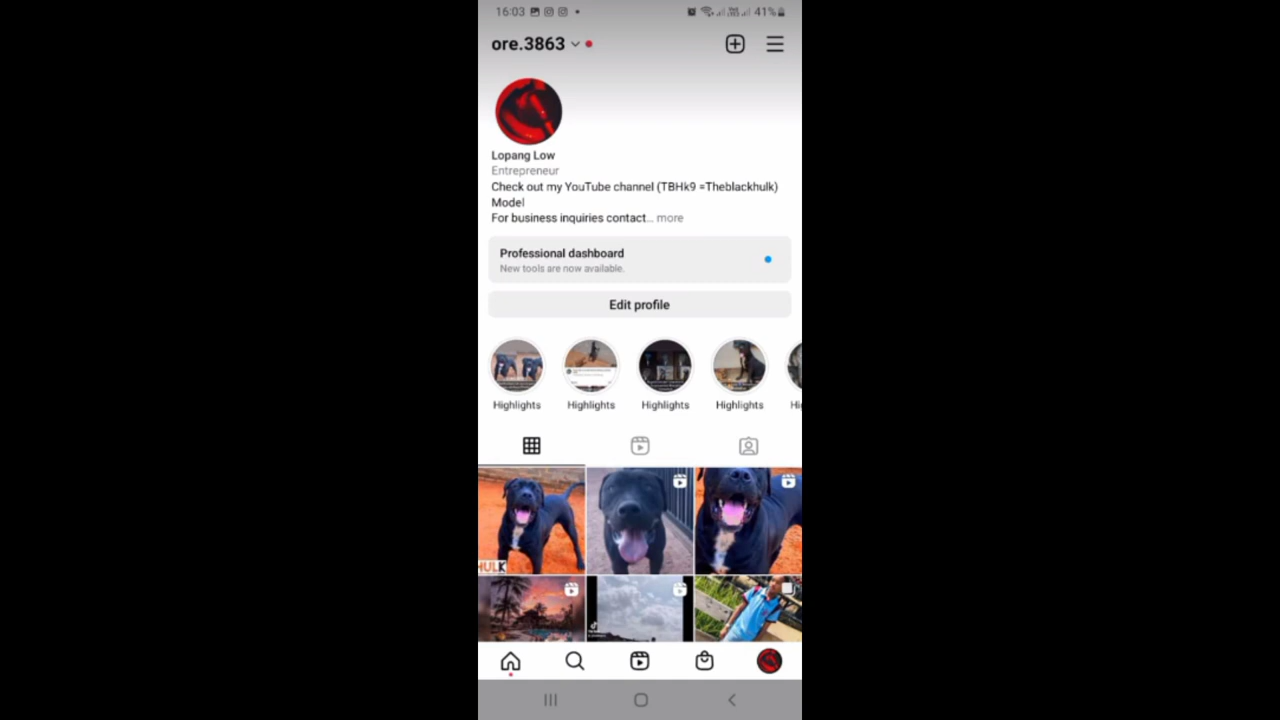 16:03 41%
ore.3863
Lopang Low
Entrepreneur
Check out my YouTube channel (TBHk9 =Theblackhulk)
Model
For business inquiries contact... more
Professional dashboard
New tools are now available.
Edit profile
Highlights Highlights Highlights Highlights Hi
HULK